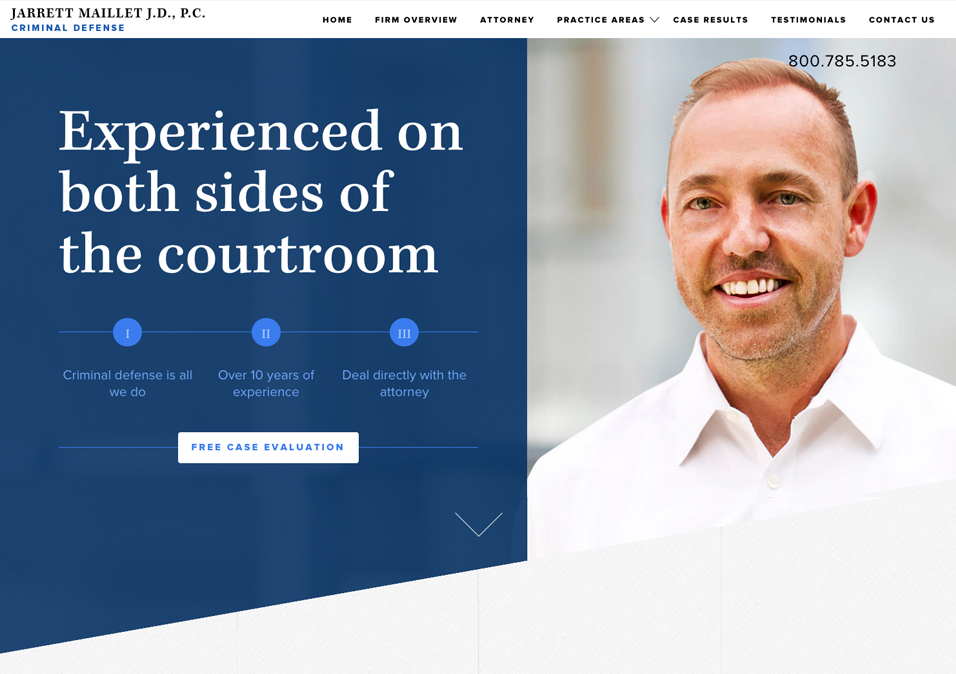 JARRETT MAILLET J.D., P.C.
CRIMINAL DEFENSE
HOME FIRM OVERVIEW ATTORNEY PRACTICE AREAS CASE RESULTS TESTIMONIALS CONTACT US
800.785.5183
Experienced on
both sides of
the courtroom
I II III
Criminal defense is all
we do
Over 10 years of
experience
Deal directly with the
attorney
FREE CASE EVALUATION